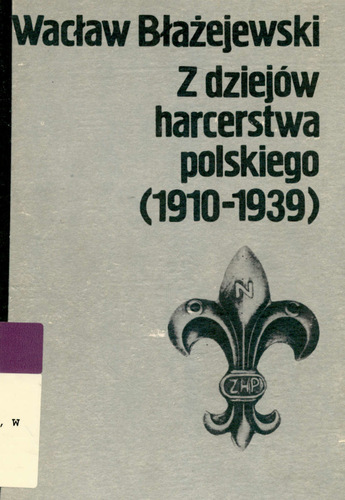 Wacław Błażejewski
Z dziejów
harcerstwa
polskiego
(1910-1939)
N
ZHP
, W